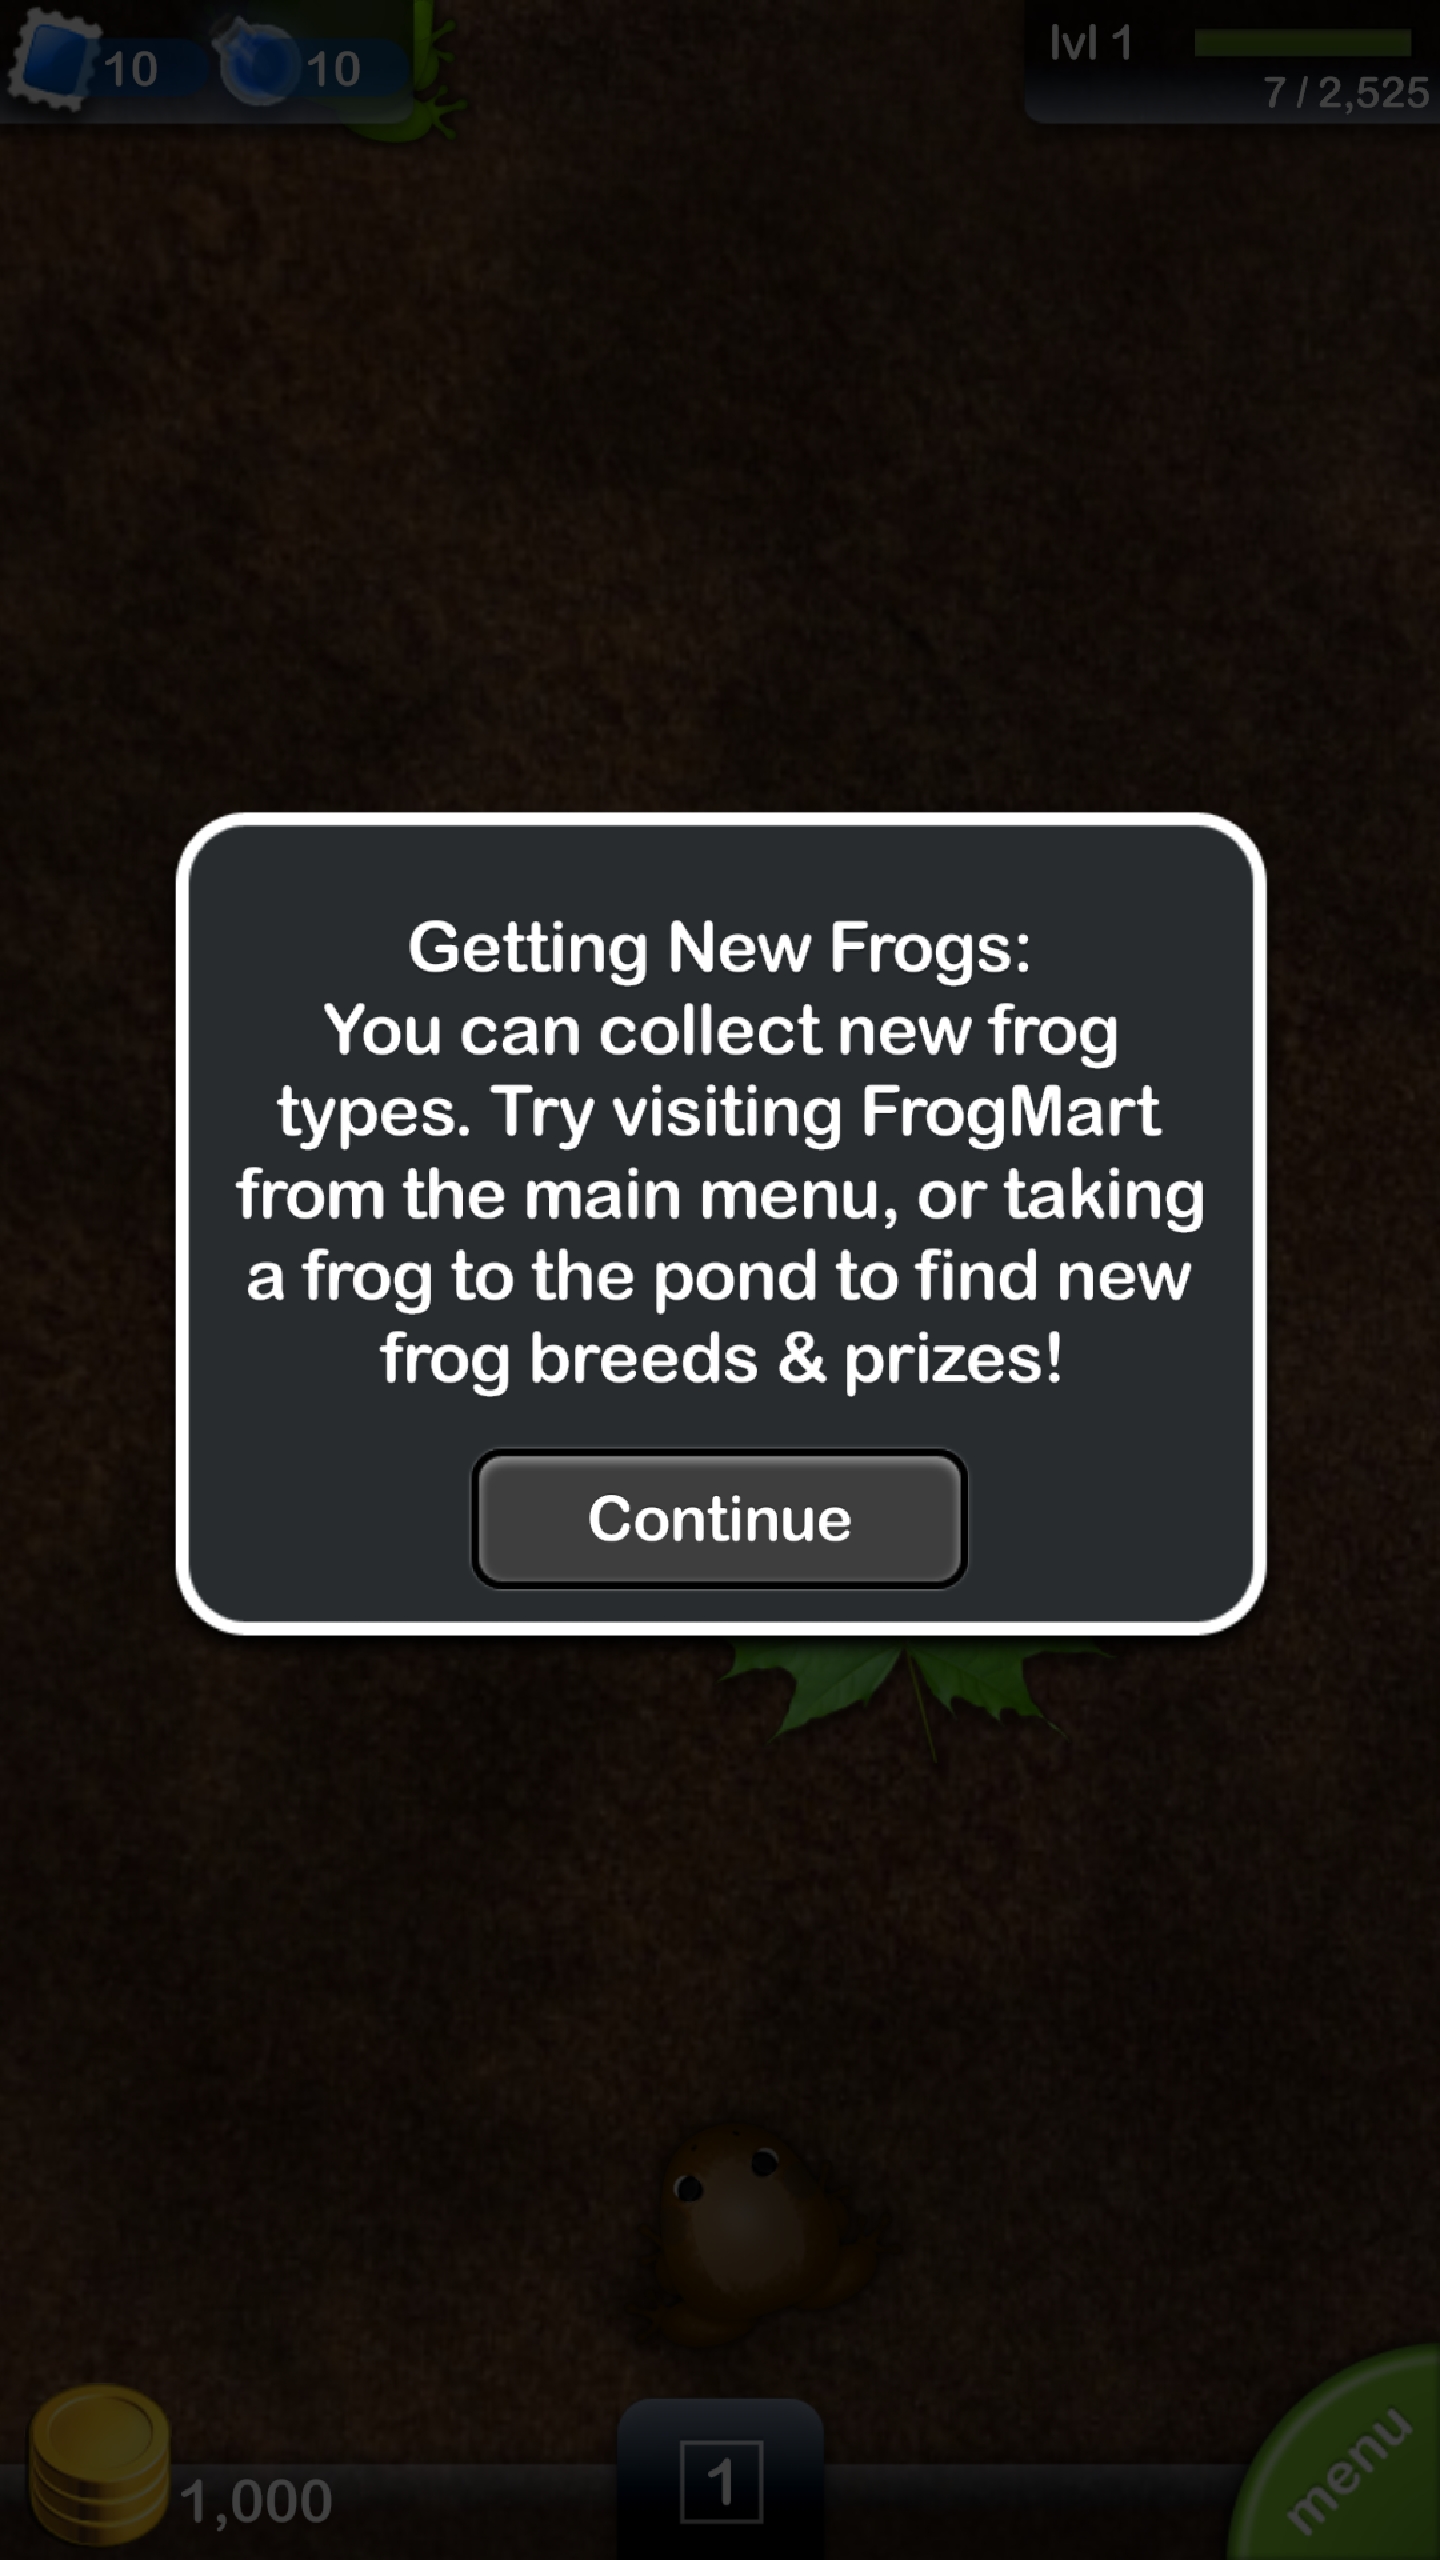 10 10 lvl 1
7 / 2,525
Getting New Frogs:
You can collect new frog
types. Try visiting FrogMart
from the main menu, or taking
a frog to the pond to find new
frog breeds & prizes!
Continue
1,000 1 menu